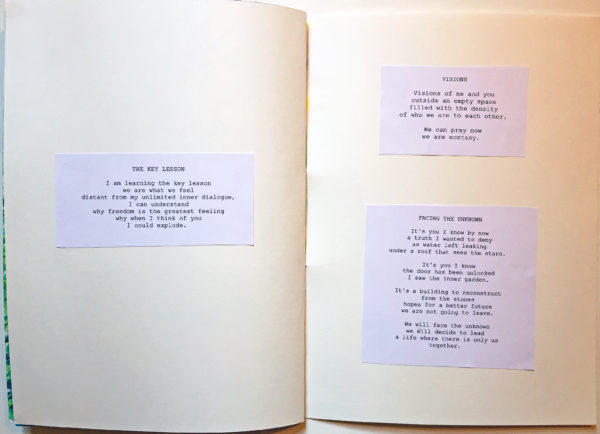 THE KEY LESSON
I am learning the key lesson
we are what we feel
distant from my unlimited inner dialogue,
I can understand
why freedom is the greatest feeling
why when I think of you
I could explode.
VISIONS
Visions of me and you
outside an empty space
filled with the density
of who we are to each other.
We can pray now
we are ecstasy.
FACING THE UNKNOWN
It's you I know by now
a truth I wanted to deny
as water left leaking
under a roof that sees the stars.
It's you I know
the door has been unlocked
I saw the inner garden.
It's a building to reconstruct
from the stones
hopes for a better future
we are not going to leave.
We will face the unknown
we will decide to lead
a life where there is only us
together.